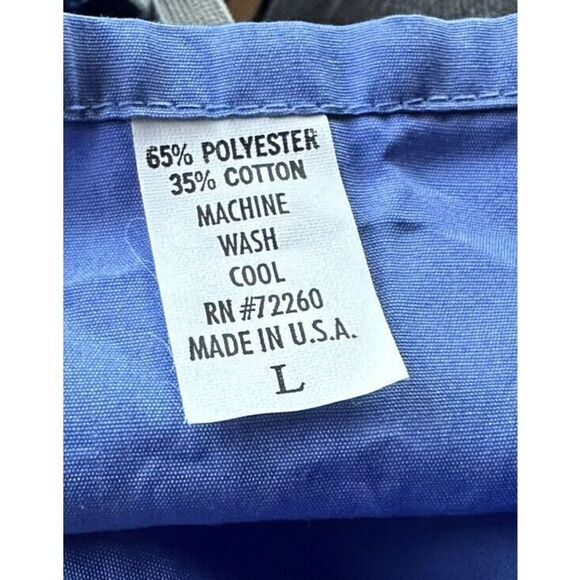 65% POLYESTER
35% COTTON
MACHINE
WASH
COOL
RN #72260
MADE IN U.S.A.
L